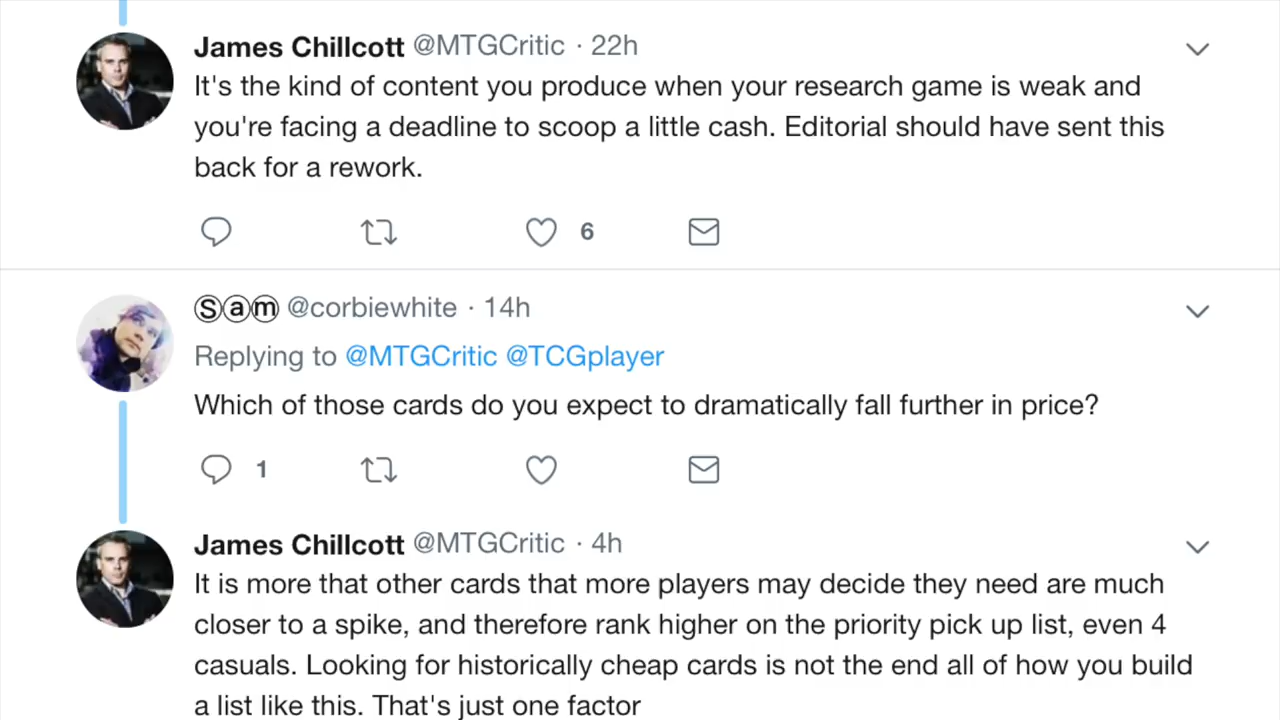 James Chillcott @MTGCritic · 22h
It's the kind of content you produce when your research game is weak and
you're facing a deadline to scoop a little cash. Editorial should have sent this
back for a rework.
6
Ⓢⓐⓜ @corbiewhite · 14h
Replying to @MTGCritic @TCGplayer
Which of those cards do you expect to dramatically fall further in price?
1
James Chillcott @MTGCritic · 4h
It is more that other cards that more players may decide they need are much
closer to a spike, and therefore rank higher on the priority pick up list, even 4
casuals. Looking for historically cheap cards is not the end all of how you build
a list like this. That's just one factor